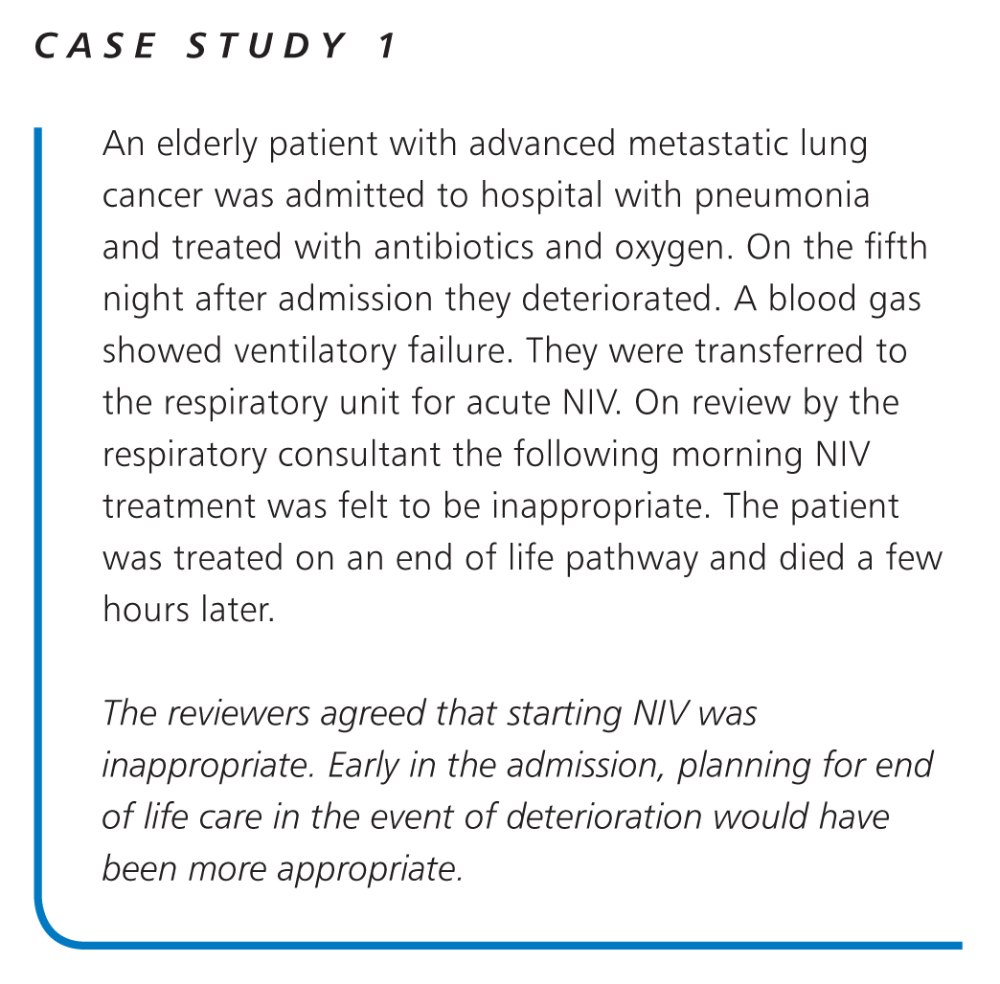 CASE STUDY 1
An elderly patient with advanced metastatic lung
cancer was admitted to hospital with pneumonia
and treated with antibiotics and oxygen. On the fifth
night after admission they deteriorated. A blood gas
showed ventilatory failure. They were transferred to
the respiratory unit for acute NIV. On review by the
respiratory consultant the following morning NIV
treatment was felt to be inappropriate. The patient
was treated on an end of life pathway and died a few
hours later.
The reviewers agreed that starting NIV was
inappropriate. Early in the admission, planning for end
of life care in the event of deterioration would have
been more appropriate.